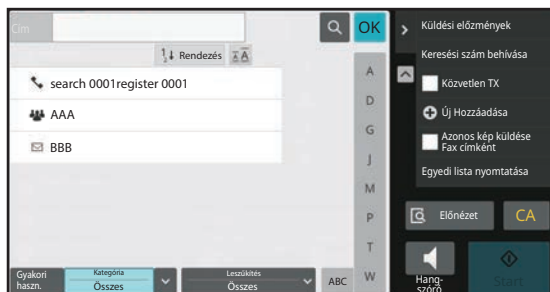 Cím
OK
Rendezés
search 0001register 0001
AAA
BBB
A
D
G
J
M
P
T
W
Gyakori
haszn.
Kategória
Összes
Leszűkítés
Összes
ABC
Küldési előzmények
Keresési szám behívása
Közvetlen TX
Új Hozzáadása
Azonos kép küldése
Fax címként
Egyedi lista nyomtatása
Előnézet
CA
Hang-
szóró
Start